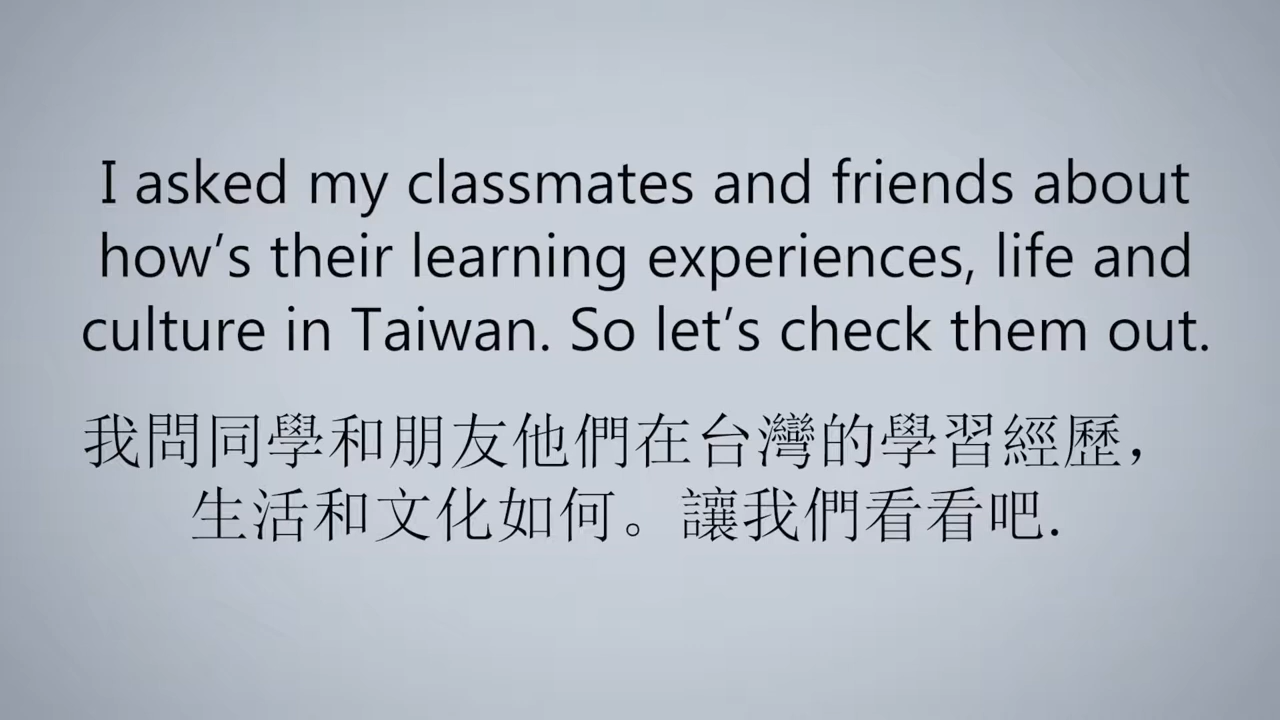 I asked my classmates and friends about
how's their learning experiences, life and
culture in Taiwan. So let's check them out.
我問同學和朋友他們在台灣的學習經歷，
生活和文化如何。讓我們看看吧.